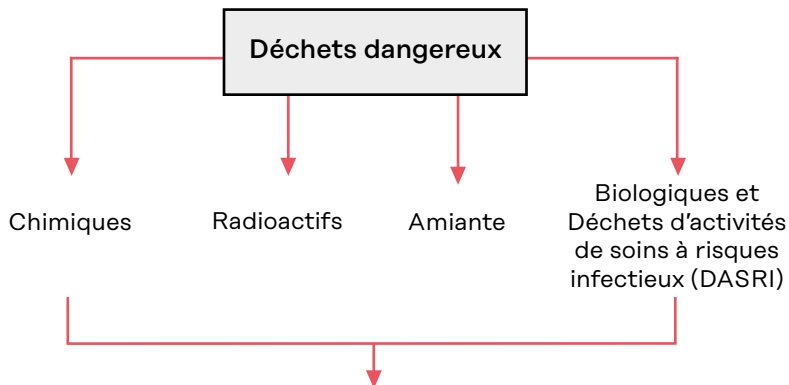 Déchets dangereux
Chimiques
Radioactifs
Amiante
Biologiques et
Déchets d’activités
de soins à risques
infectieux (DASRI)